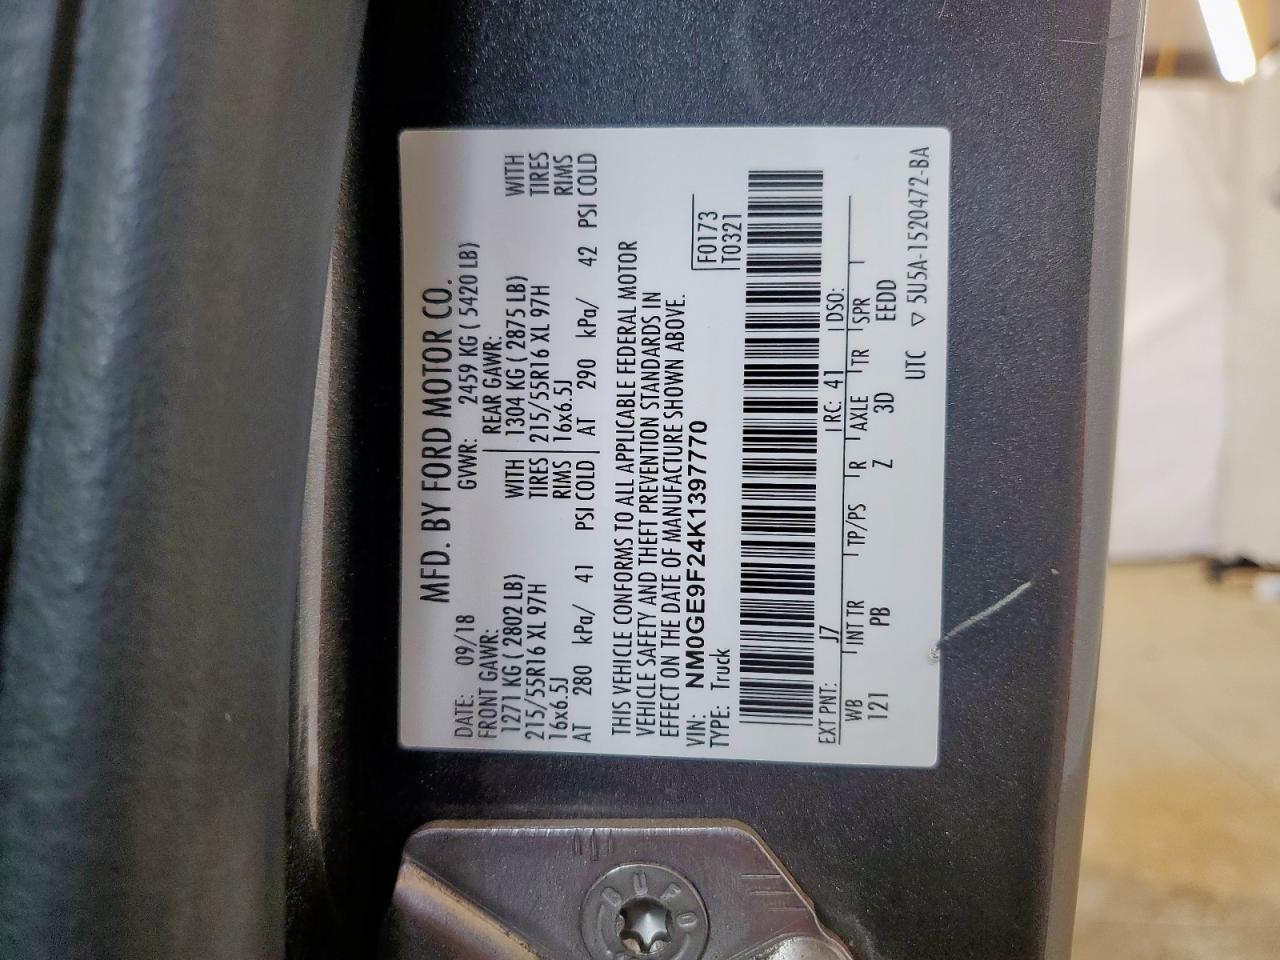 MFD. BY FORD MOTOR CO.
DATE: 09/18 GVWR: 2459 KG ( 5420 LB)
FRONT GAWR: REAR GAWR:
1271 KG ( 2802 LB) WITH 1304 KG ( 2875 LB) WITH
215/55R16 XL 97H TIRES 215/55R16 XL 97H TIRES
16x6.5J RIMS 16x6.5J RIMS
AT 280 kPa/ 41 PSI COLD AT 290 kPa/ 42 PSI COLD
THIS VEHICLE CONFORMS TO ALL APPLICABLE FEDERAL MOTOR
VEHICLE SAFETY AND THEFT PREVENTION STANDARDS IN
EFFECT ON THE DATE OF MANUFACTURE SHOWN ABOVE.
VIN: NM0GE9F24K1397770 F0173
TYPE: Truck T0321
EXT PNT: J7 RC: 41 DSO:
WB INT TR TP/PS R AXLE TR SPR
121 PB Z 3D EEDD
UTC ▽ 5U5A-1520472-BA